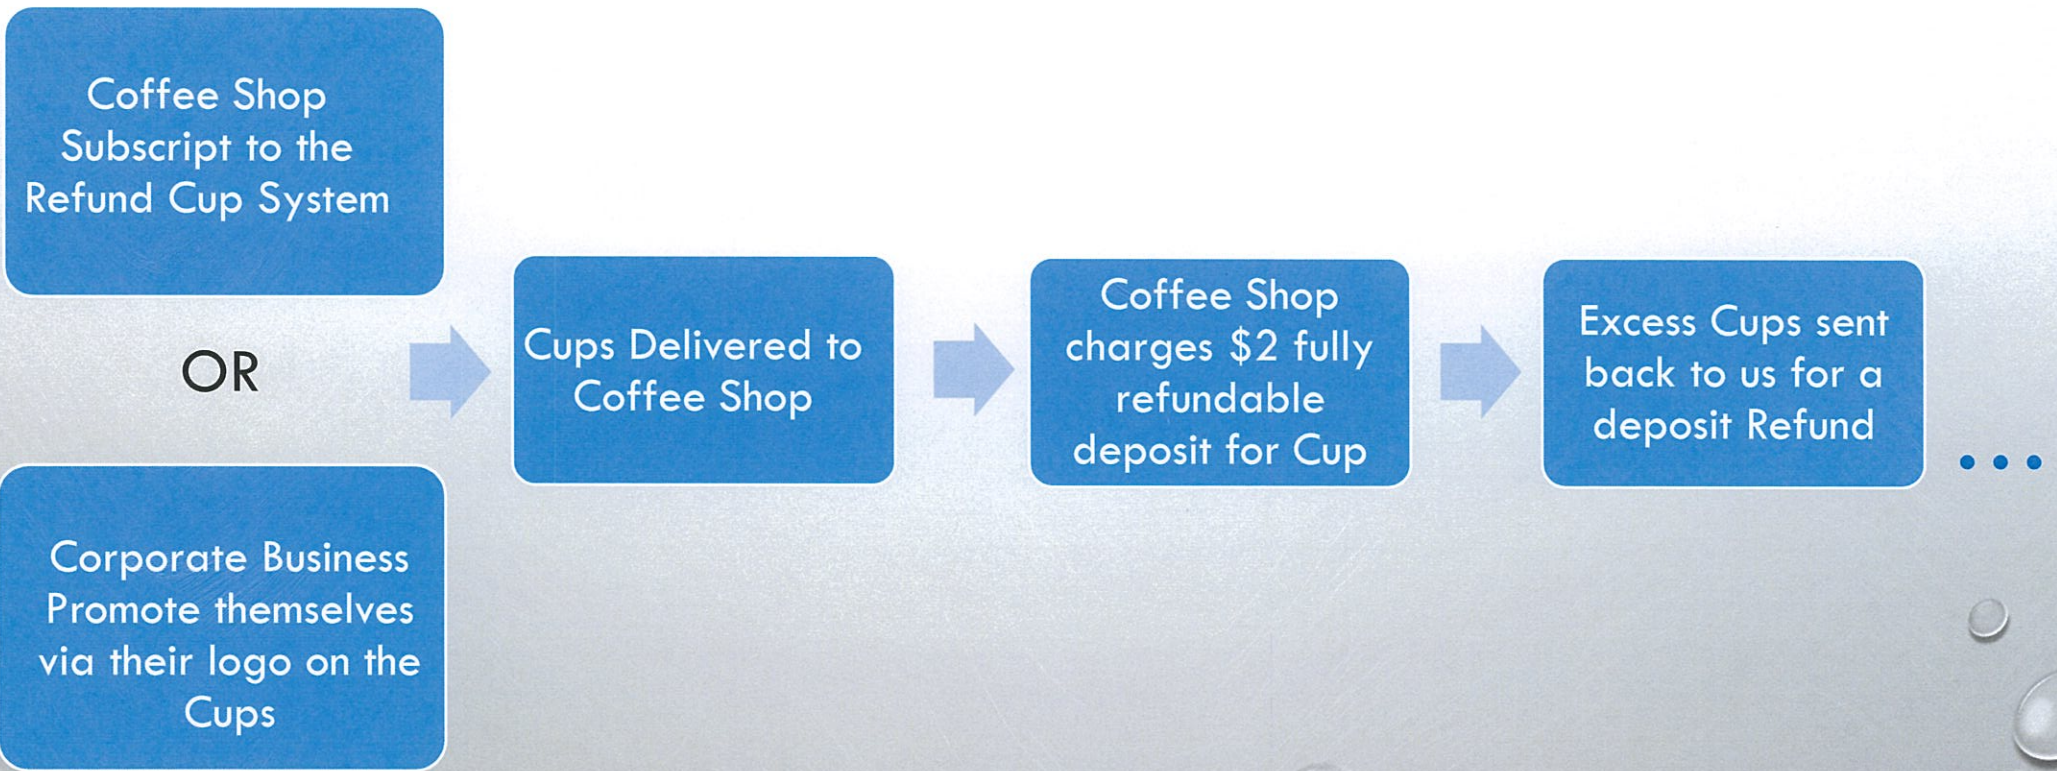 Coffee Shop
Subscript to the
Refund Cup System
OR
Corporate Business
Promote themselves
via their logo on the
Cups
Cups Delivered to
Coffee Shop
Coffee Shop
charges $2 fully
refundable
deposit for Cup
Excess Cups sent
back to us for a
deposit Refund
...